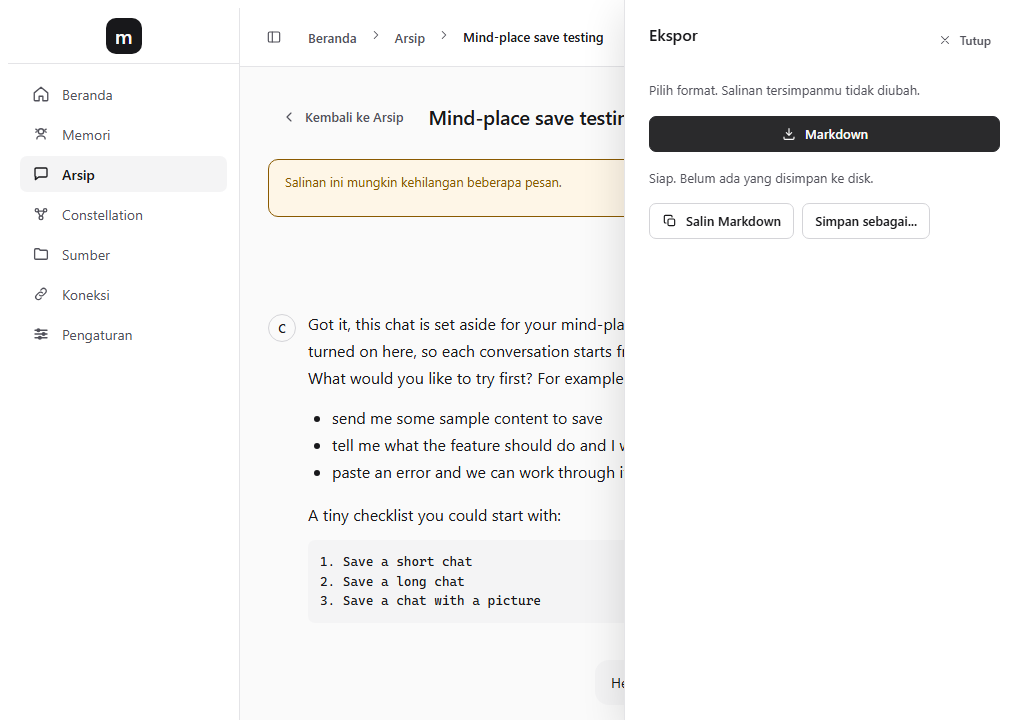 m
Beranda
Memori
Arsip
Constellation
Sumber
Koneksi
Pengaturan
Beranda > Arsip > Mind-place save testing
Kembali ke Arsip
Mind-place save testin
Salinan ini mungkin kehilangan beberapa pesan.
C
Got it, this chat is set aside for your mind-pla
turned on here, so each conversation starts fr
What would you like to try first? For example
• send me some sample content to save
• tell me what the feature should do and I w
• paste an error and we can work through i
A tiny checklist you could start with:
1. Save a short chat
2. Save a long chat
3. Save a chat with a picture
He
Ekspor
Tutup
Pilih format. Salinan tersimpanmu tidak diubah.
Markdown
Siap. Belum ada yang disimpan ke disk.
Salin Markdown
Simpan sebagai...